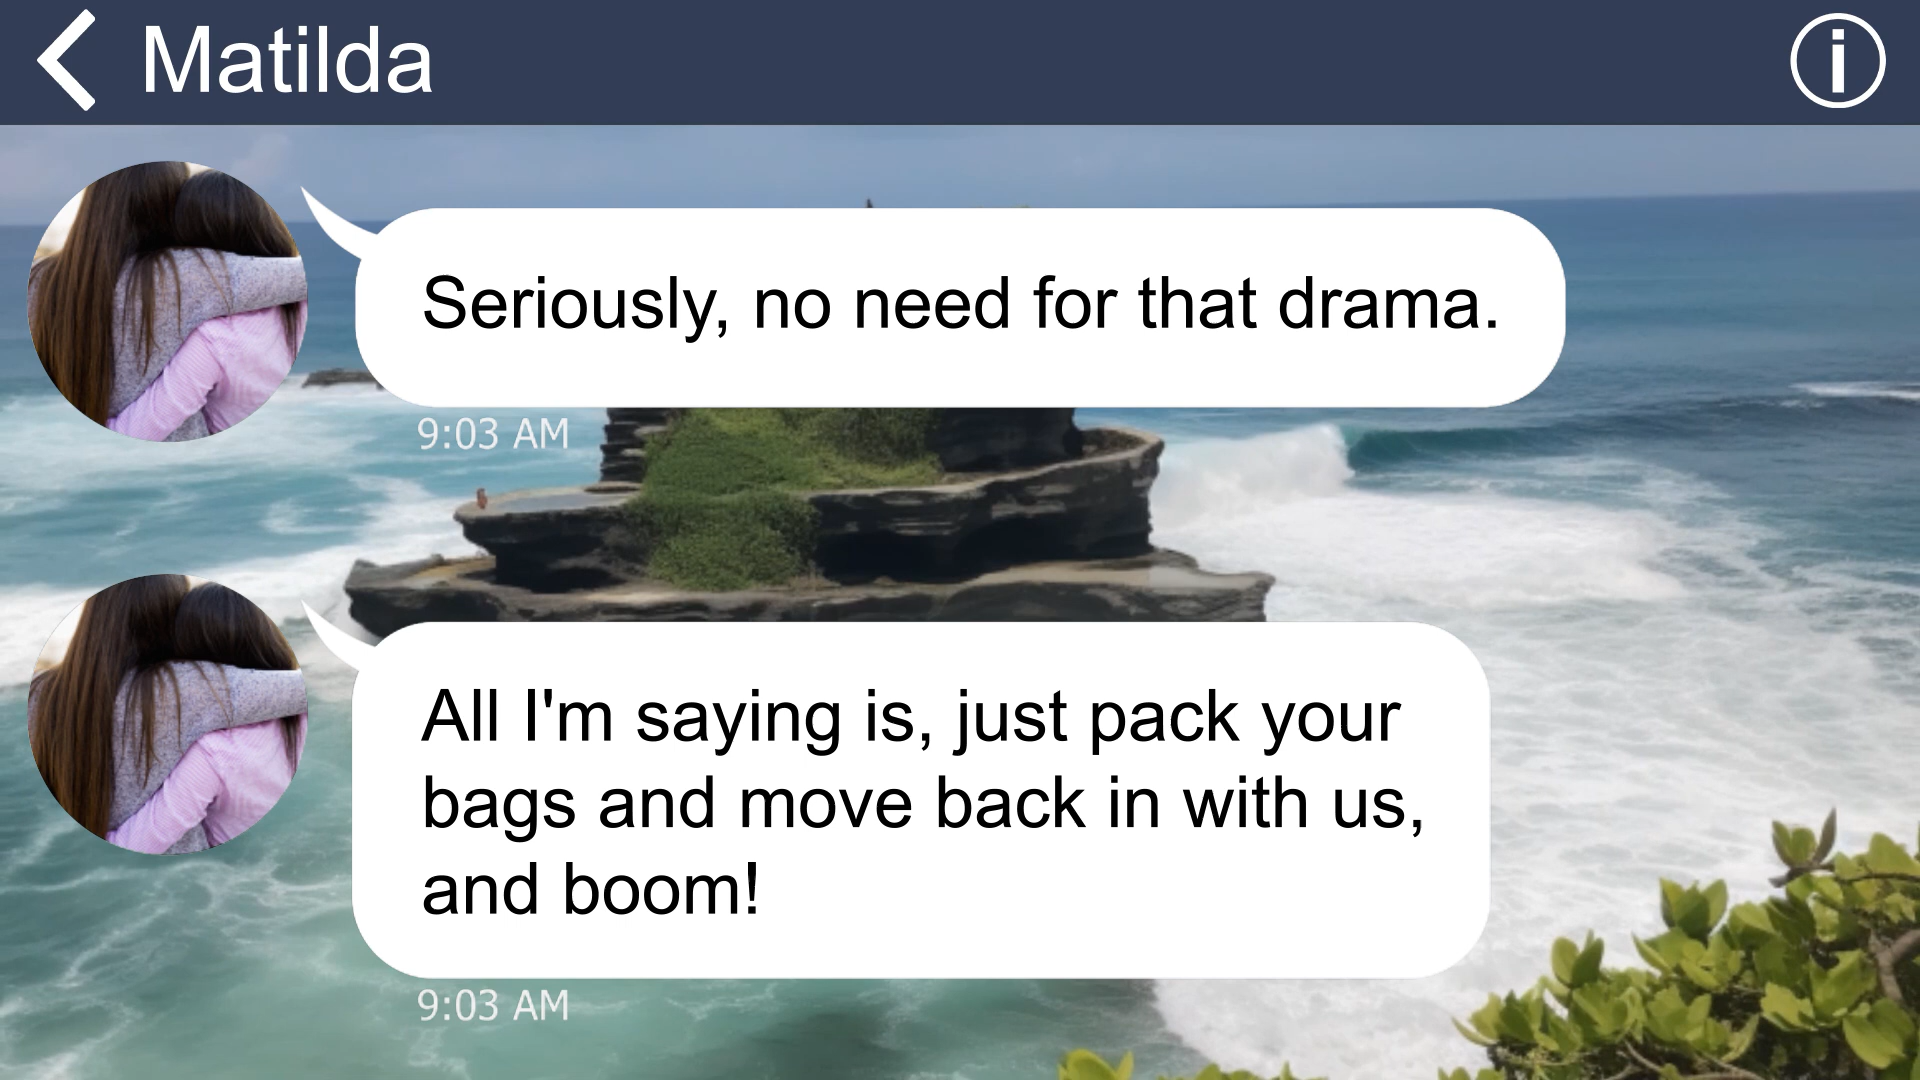 Matilda
Seriously, no need for that drama.
9:03 AM
All I'm saying is, just pack your
bags and move back in with us,
and boom!
9:03 AM